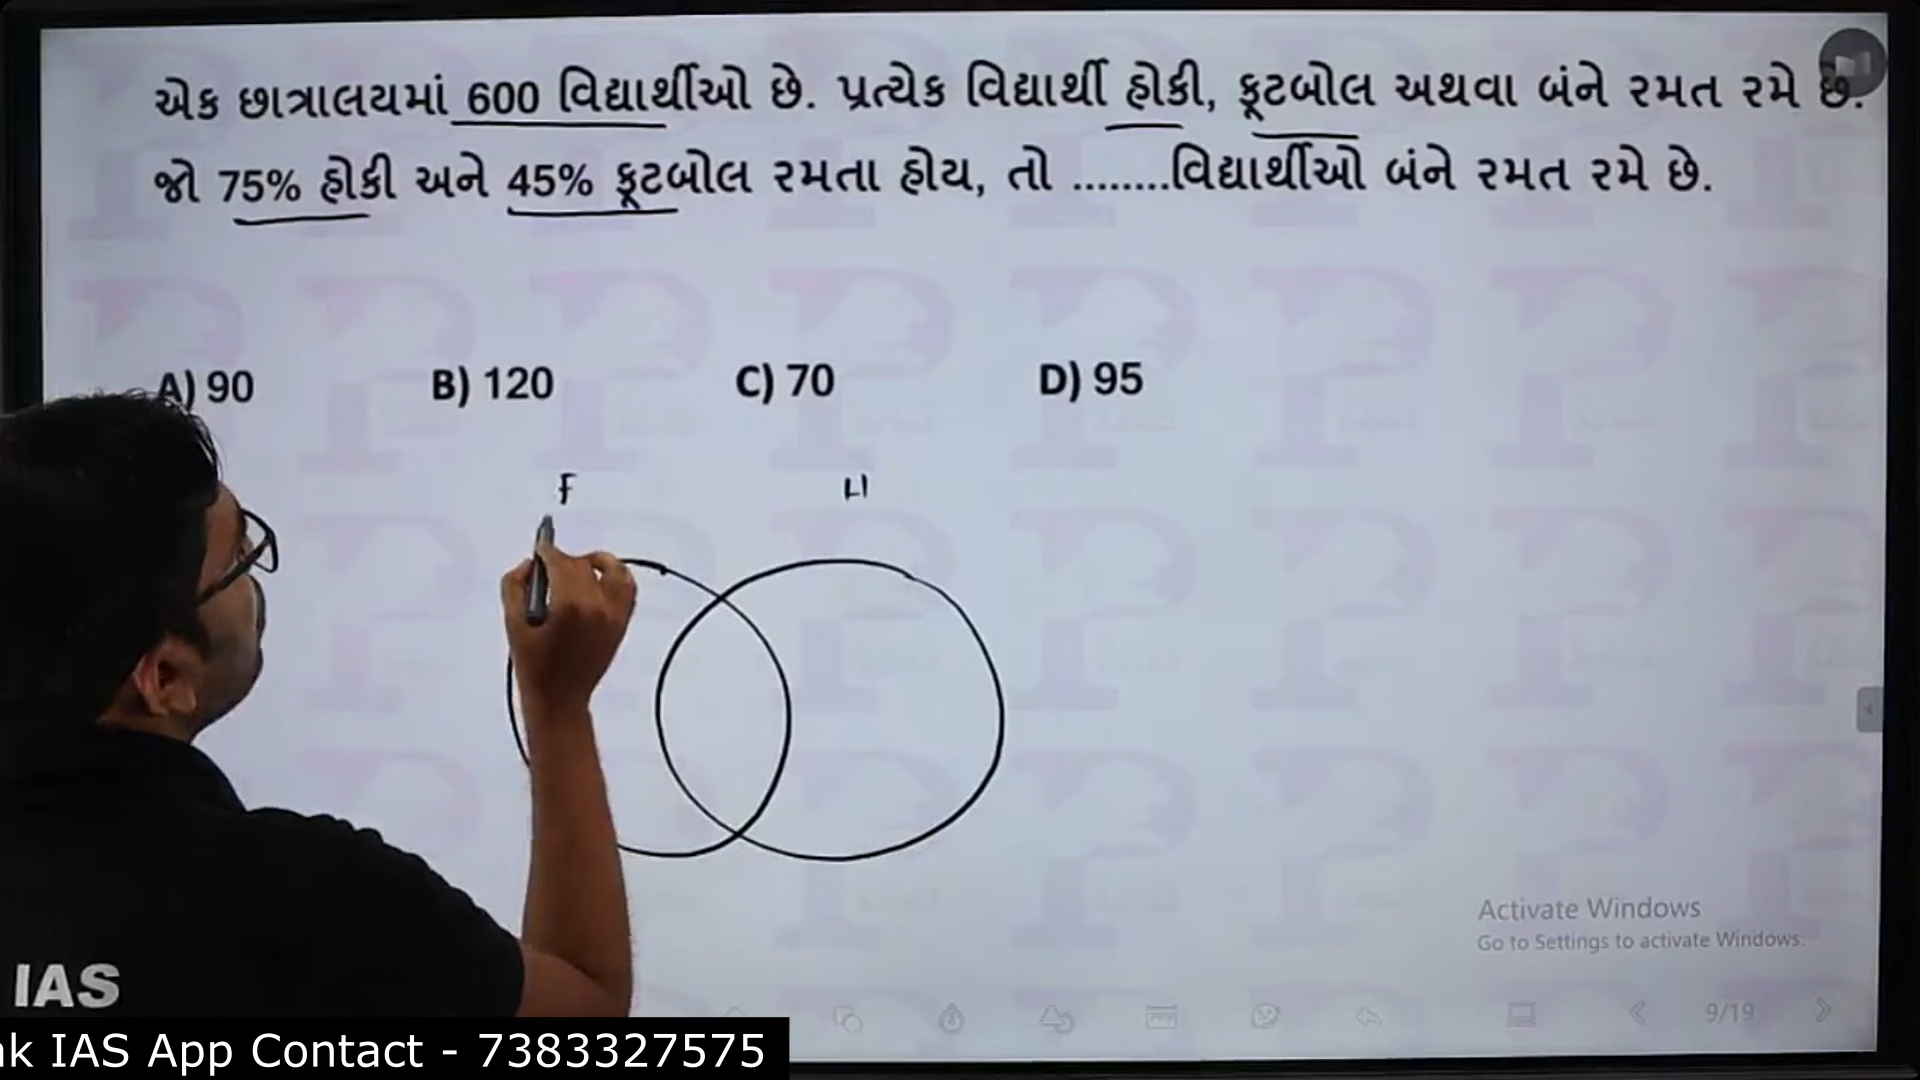 એક છાત્રાલયમાં 600 વિદ્યાર્થીઓ છે. પ્રત્યેક વિદ્યાર્થી હોકી, ફૂટબોલ અથવા બંને રમત રમે છે.
જો 75% હોકી અને 45% ફૂટબોલ રમતા હોય, તો ........વિદ્યાર્થીઓ બંને રમત રમે છે.
A) 90 B) 120 C) 70 D) 95
F H
Activate Windows
Go to Settings to activate Windows.
IAS
9/19
k IAS App Contact - 7383327575